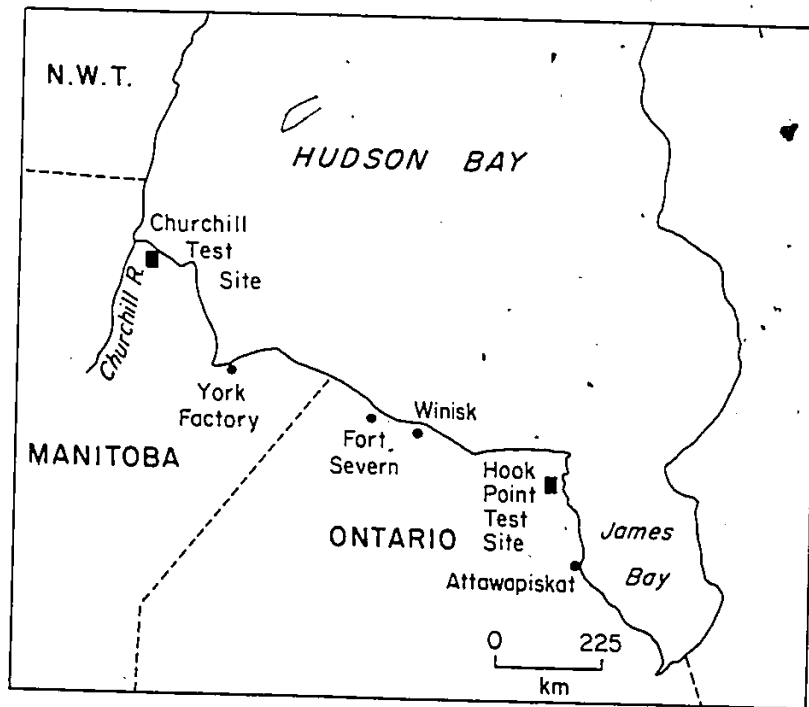 N.W.T.
HUDSON BAY
Churchill
Test
Site
Churchill R.
York
Factory
Winisk
Fort
Severn
MANITOBA
Hook
Point
Test
Site
ONTARIO
James
Bay
Attawapiskat
0 225
km